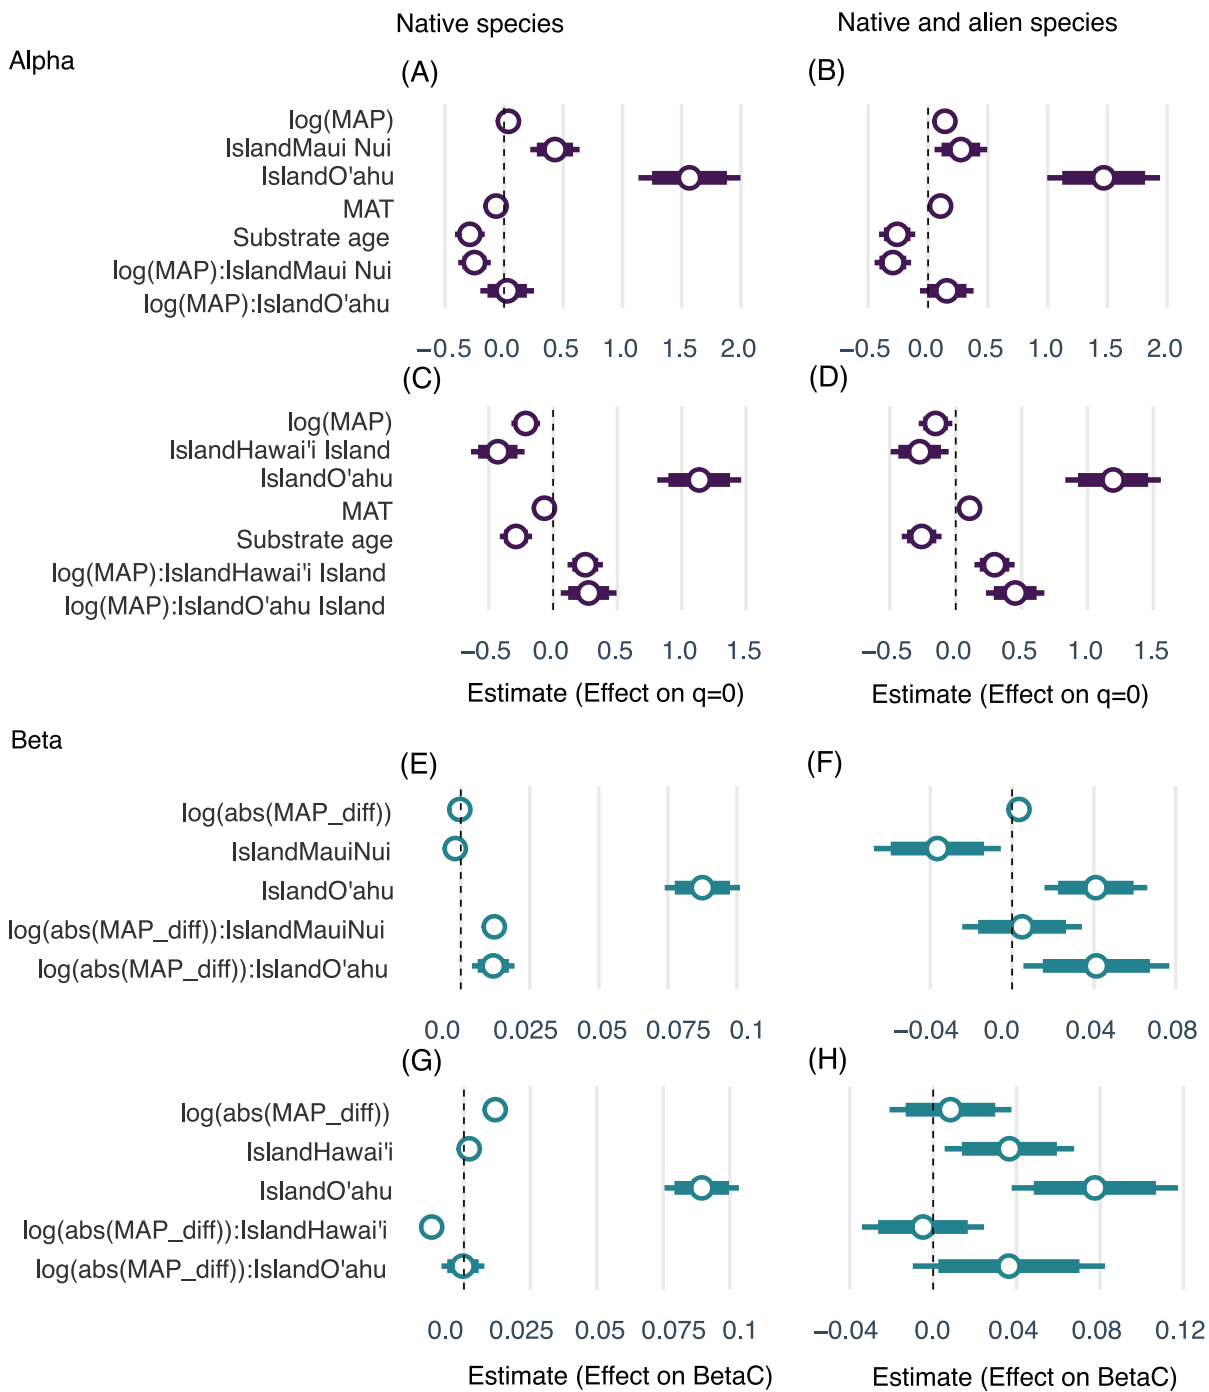 Native species
Native and alien species
Alpha
(A)
(B)
log(MAP)
IslandMaui Nui
IslandO'ahu
MAT
Substrate age
log(MAP):IslandMaui Nui
log(MAP):IslandO'ahu
−0.5 0.0 0.5 1.0 1.5 2.0
−0.5 0.0 0.5 1.0 1.5 2.0
(C)
(D)
log(MAP)
IslandHawai'i Island
IslandO'ahu
MAT
Substrate age
log(MAP):IslandHawai'i Island
log(MAP):IslandO'ahu Island
−0.5 0.0 0.5 1.0 1.5
−0.5 0.0 0.5 1.0 1.5
Estimate (Effect on q=0)
Estimate (Effect on q=0)
Beta
(E)
(F)
log(abs(MAP_diff))
IslandMauiNui
IslandO'ahu
log(abs(MAP_diff)):IslandMauiNui
log(abs(MAP_diff)):IslandO'ahu
0.0 0.025 0.05 0.075 0.1
−0.04 0.0 0.04 0.08
(G)
(H)
log(abs(MAP_diff))
IslandHawai'i
IslandO'ahu
log(abs(MAP_diff)):IslandHawai'i
log(abs(MAP_diff)):IslandO'ahu
0.0 0.025 0.05 0.075 0.1
−0.04 0.0 0.04 0.08 0.12
Estimate (Effect on BetaC)
Estimate (Effect on BetaC)